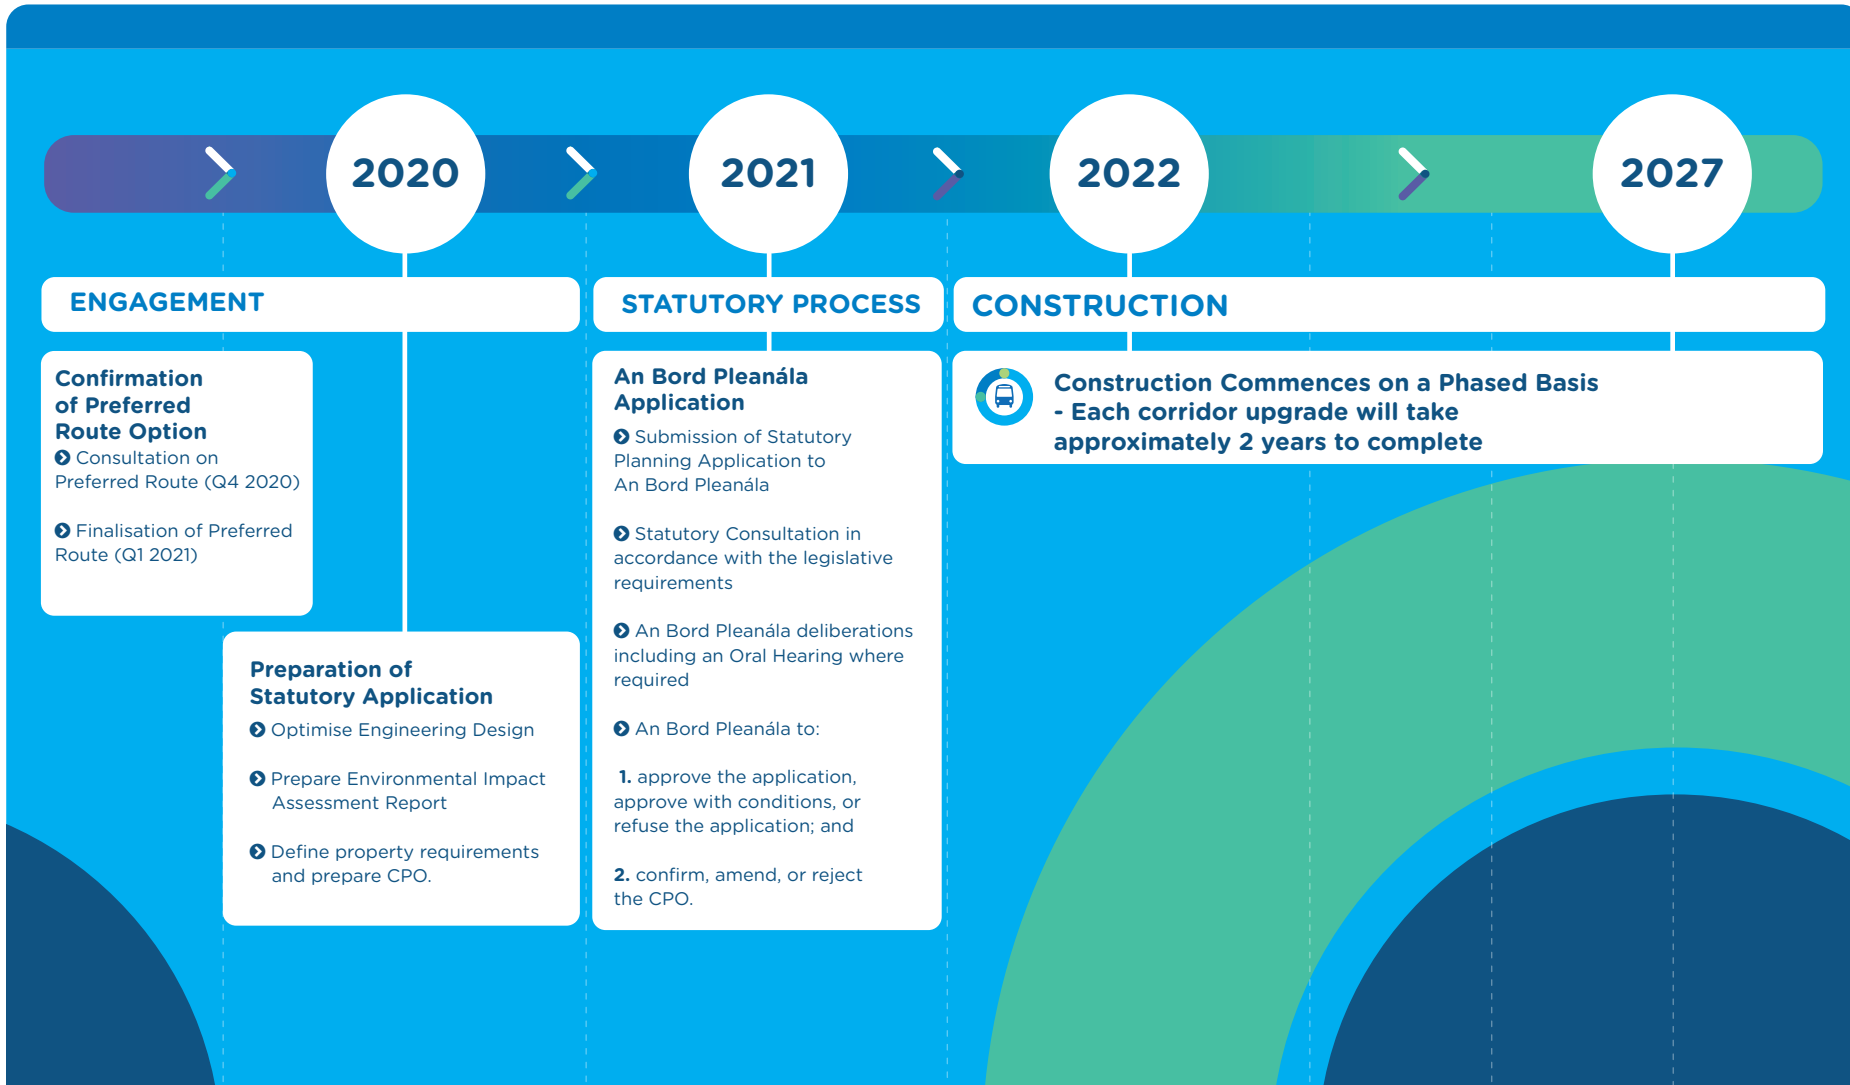 2020
2021
2022
2027
ENGAGEMENT
STATUTORY PROCESS
CONSTRUCTION
Confirmation
of Preferred
Route Option
Consultation on
Preferred Route (Q4 2020)
Finalisation of Preferred
Route (Q1 2021)
Preparation of
Statutory Application
Optimise Engineering Design
Prepare Environmental Impact
Assessment Report
Define property requirements
and prepare CPO.
An Bord Pleanála
Application
Submission of Statutory
Planning Application to
An Bord Pleanála
Statutory Consultation in
accordance with the legislative
requirements
An Bord Pleanála deliberations
including an Oral Hearing where
required
An Bord Pleanála to:
1. approve the application,
approve with conditions, or
refuse the application; and
2. confirm, amend, or reject
the CPO.
Construction Commences on a Phased Basis
- Each corridor upgrade will take
approximately 2 years to complete